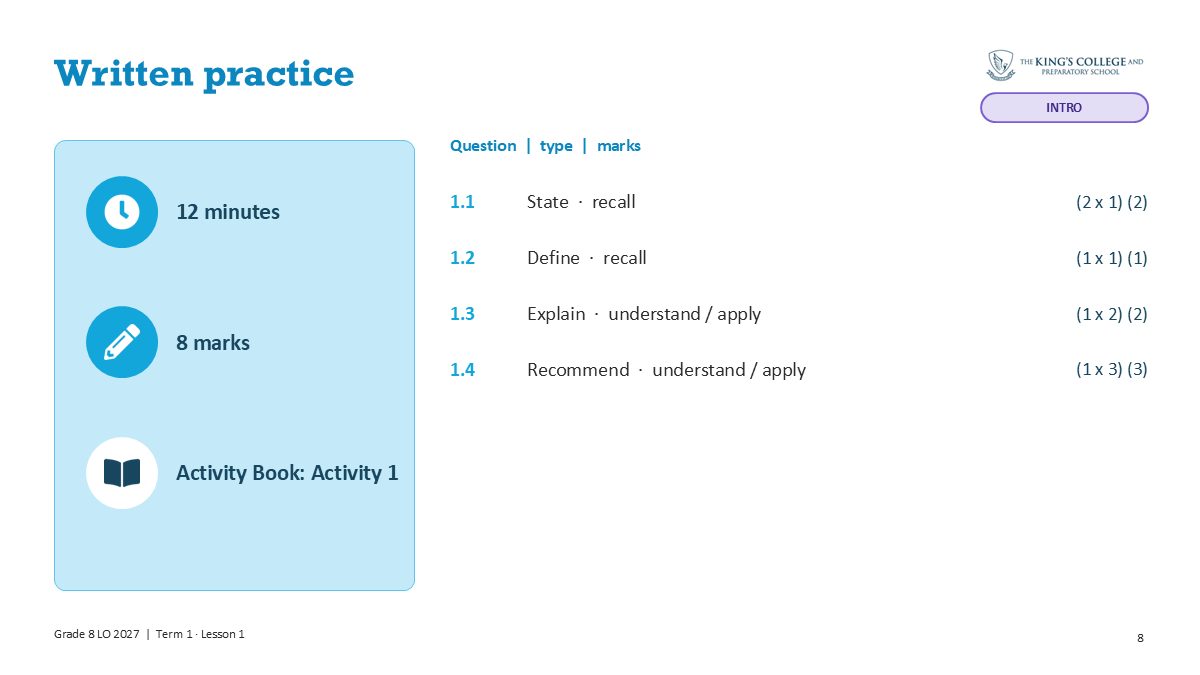 Written practice
THE KING'S COLLEGE AND
PREPARATORY SCHOOL
INTRO
12 minutes
8 marks
Activity Book: Activity 1
Question | type | marks
1.1 State · recall (2 x 1) (2)
1.2 Define · recall (1 x 1) (1)
1.3 Explain · understand / apply (1 x 2) (2)
1.4 Recommend · understand / apply (1 x 3) (3)
Grade 8 LO 2027 | Term 1 · Lesson 1
8